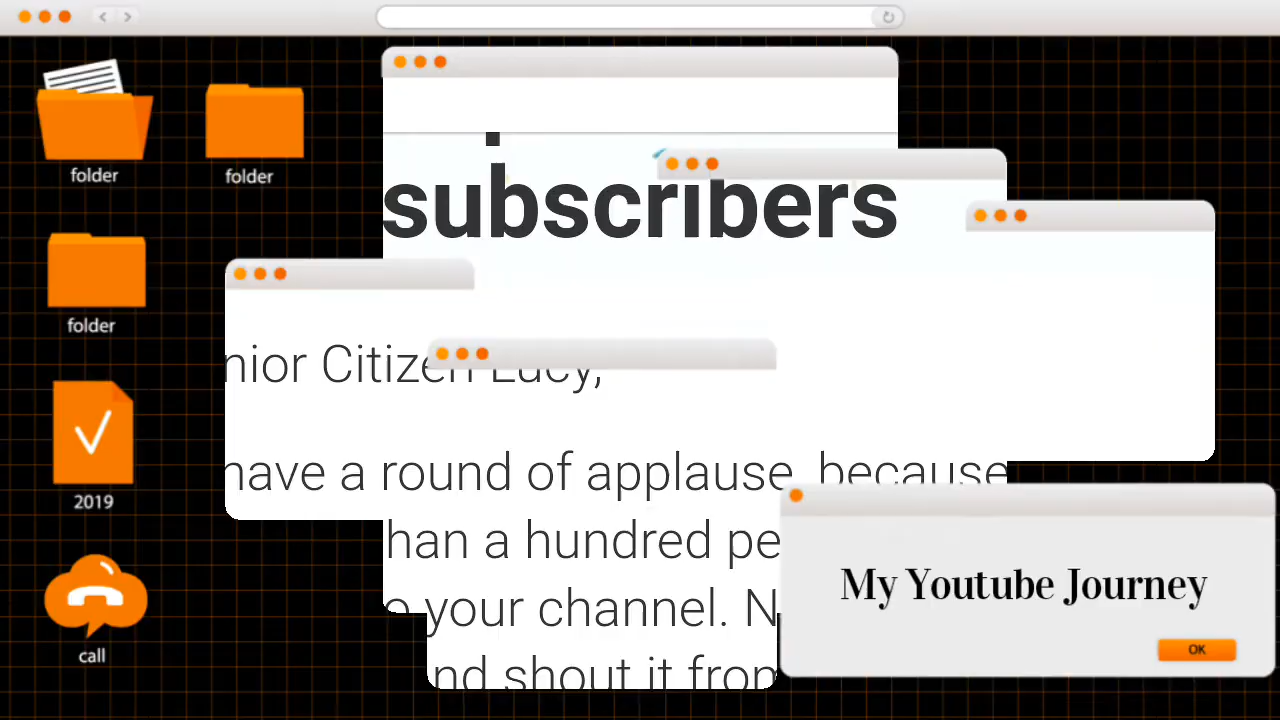 folder
folder
subscribers
folder
nior Citizen Lucy,
have a round of applause, because
han a hundred pe
2019
My Youtube Journey
o your channel. N
OK
call
nd shout it from